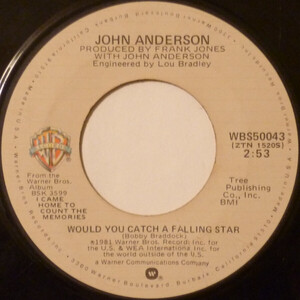 JOHN ANDERSON
PRODUCED BY FRANK JONES
WITH JOHN ANDERSON
Engineered by Lou Bradley
WBS50043
(ZTN 1520S)
2:53
From the
Warner Bros.
Album
BSK 3599
I CAME
HOME TO
COUNT THE
MEMORIES
Tree
Publishing
Co., Inc.
BMI
WOULD YOU CATCH A FALLING STAR
(Bobby Braddock)
℗1981 Warner Bros. Records Inc. for
the U.S. & WEA International Inc. for
the world outside of the U.S.
a Warner Communications Company